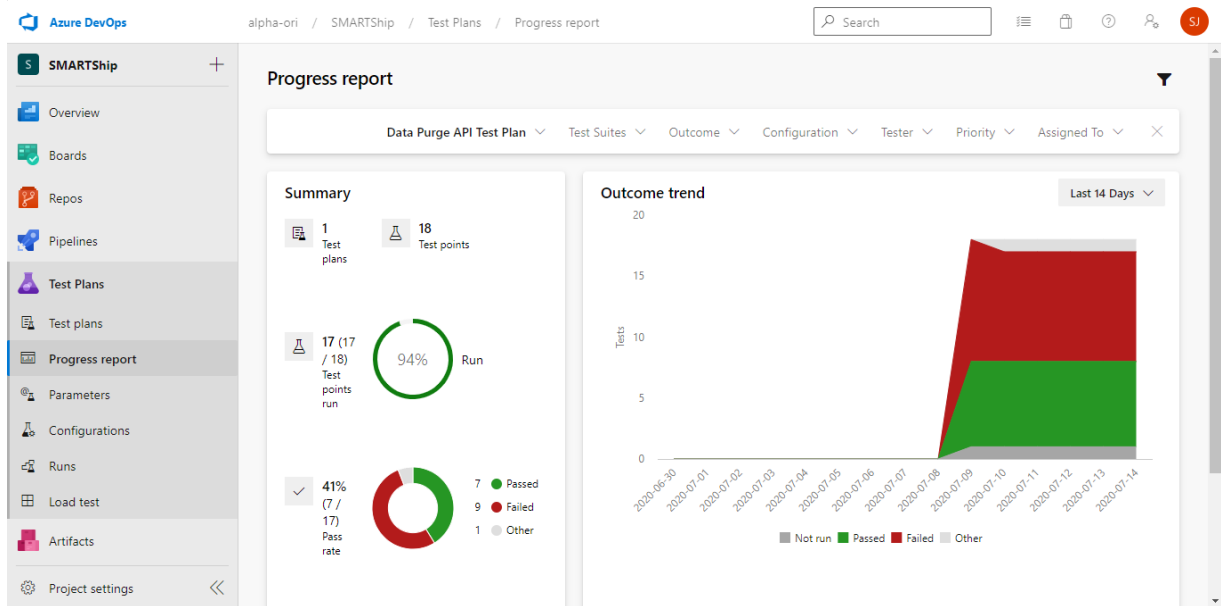 Azure DevOps
alpha-ori / SMARTShip / Test Plans / Progress report
Search
SJ
S
SMARTShip
Overview
Boards
Repos
Pipelines
Test Plans
Test plans
Progress report
Parameters
Configurations
Runs
Load test
Artifacts
Project settings
Progress report
Data Purge API Test Plan
Test Suites
Outcome
Configuration
Tester
Priority
Assigned To
Summary
1
Test
plans
18
Test points
17 (17
/ 18)
Test
points
run
94%
Run
41%
(7 /
17)
Pass
rate
7 Passed
9 Failed
1 Other
Outcome trend
Last 14 Days
20
15
10
5
0
Tests
2020-06-30
2020-07-01
2020-07-02
2020-07-03
2020-07-04
2020-07-05
2020-07-06
2020-07-07
2020-07-08
2020-07-09
2020-07-10
2020-07-11
2020-07-12
2020-07-13
2020-07-14
Not run Passed Failed Other